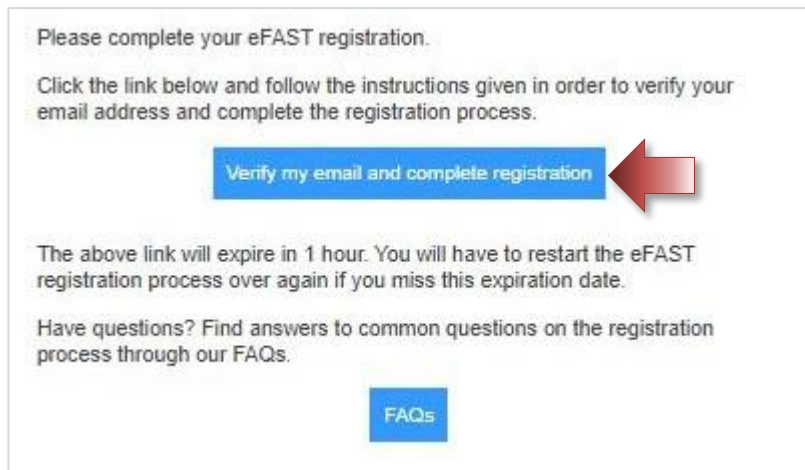 Please complete your eFAST registration.
Click the link below and follow the instructions given in order to verify your
email address and complete the registration process.
Verify my email and complete registration
The above link will expire in 1 hour. You will have to restart the eFAST
registration process over again if you miss this expiration date.
Have questions? Find answers to common questions on the registration
process through our FAQs.
FAQs